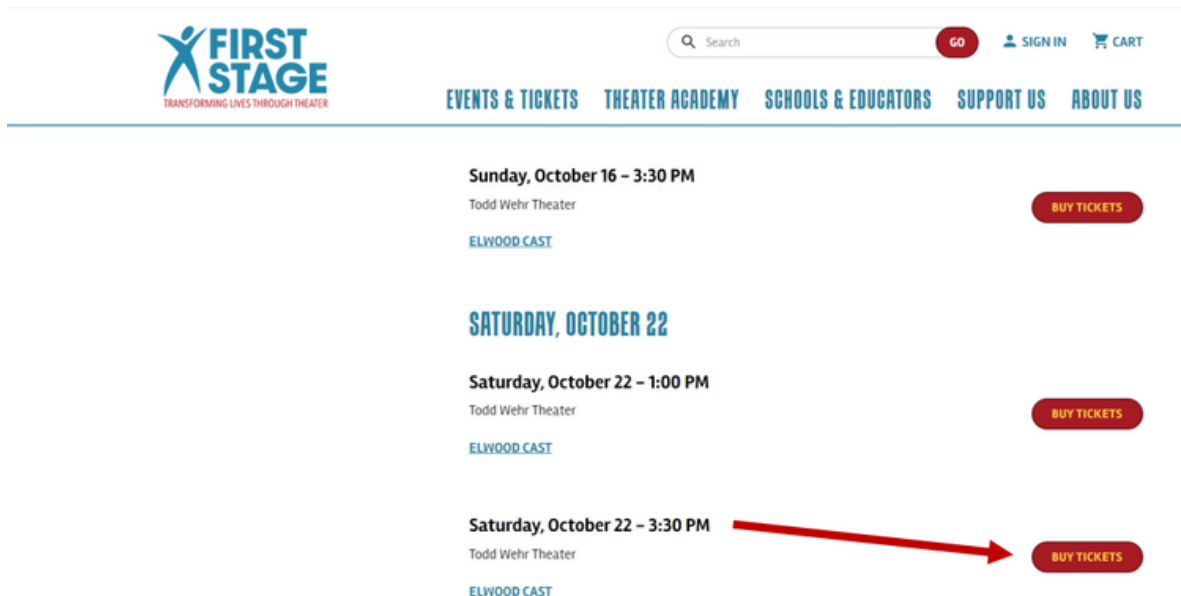 FIRST
STAGE
TRANSFORMING LIVES THROUGH THEATER
Search
GO
SIGN IN
CART
EVENTS & TICKETS
THEATER ACADEMY
SCHOOLS & EDUCATORS
SUPPORT US
ABOUT US
Sunday, October 16 – 3:30 PM
Todd Wehr Theater
BUY TICKETS
ELWOOD CAST
SATURDAY, OCTOBER 22
Saturday, October 22 – 1:00 PM
Todd Wehr Theater
BUY TICKETS
ELWOOD CAST
Saturday, October 22 – 3:30 PM
Todd Wehr Theater
BUY TICKETS
ELWOOD CAST